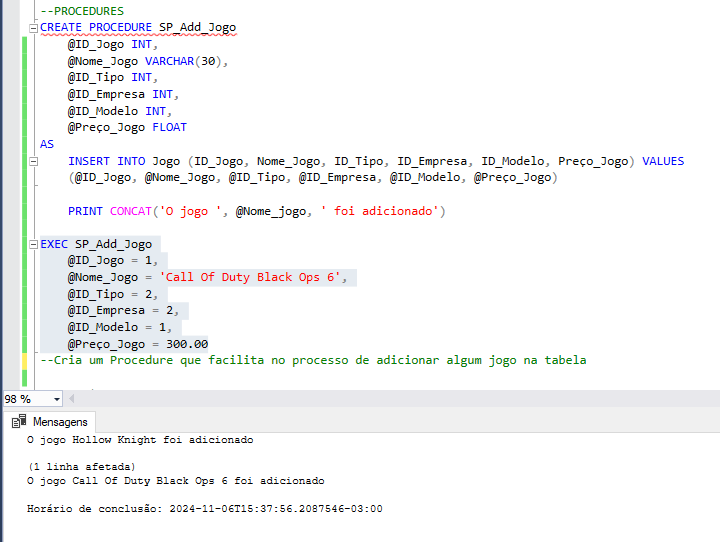 --PROCEDURES
CREATE PROCEDURE SP_Add_Jogo
@ID_Jogo INT,
@Nome_Jogo VARCHAR(30),
@ID_Tipo INT,
@ID_Empresa INT,
@ID_Modelo INT,
@Preço_Jogo FLOAT
AS
INSERT INTO Jogo (ID_Jogo, Nome_Jogo, ID_Tipo, ID_Empresa, ID_Modelo, Preço_Jogo) VALUES
(@ID_Jogo, @Nome_Jogo, @ID_Tipo, @ID_Empresa, @ID_Modelo, @Preço_Jogo)
PRINT CONCAT('O jogo ', @Nome_jogo, ' foi adicionado')
EXEC SP_Add_Jogo
@ID_Jogo = 1,
@Nome_Jogo = 'Call Of Duty Black Ops 6',
@ID_Tipo = 2,
@ID_Empresa = 2,
@ID_Modelo = 1,
@Preço_Jogo = 300.00
--Cria um Procedure que facilita no processo de adicionar algum jogo na tabela
98 %
Mensagens
O jogo Hollow Knight foi adicionado
(1 linha afetada)
O jogo Call Of Duty Black Ops 6 foi adicionado
Horário de conclusão: 2024-11-06T15:37:56.2087546-03:00